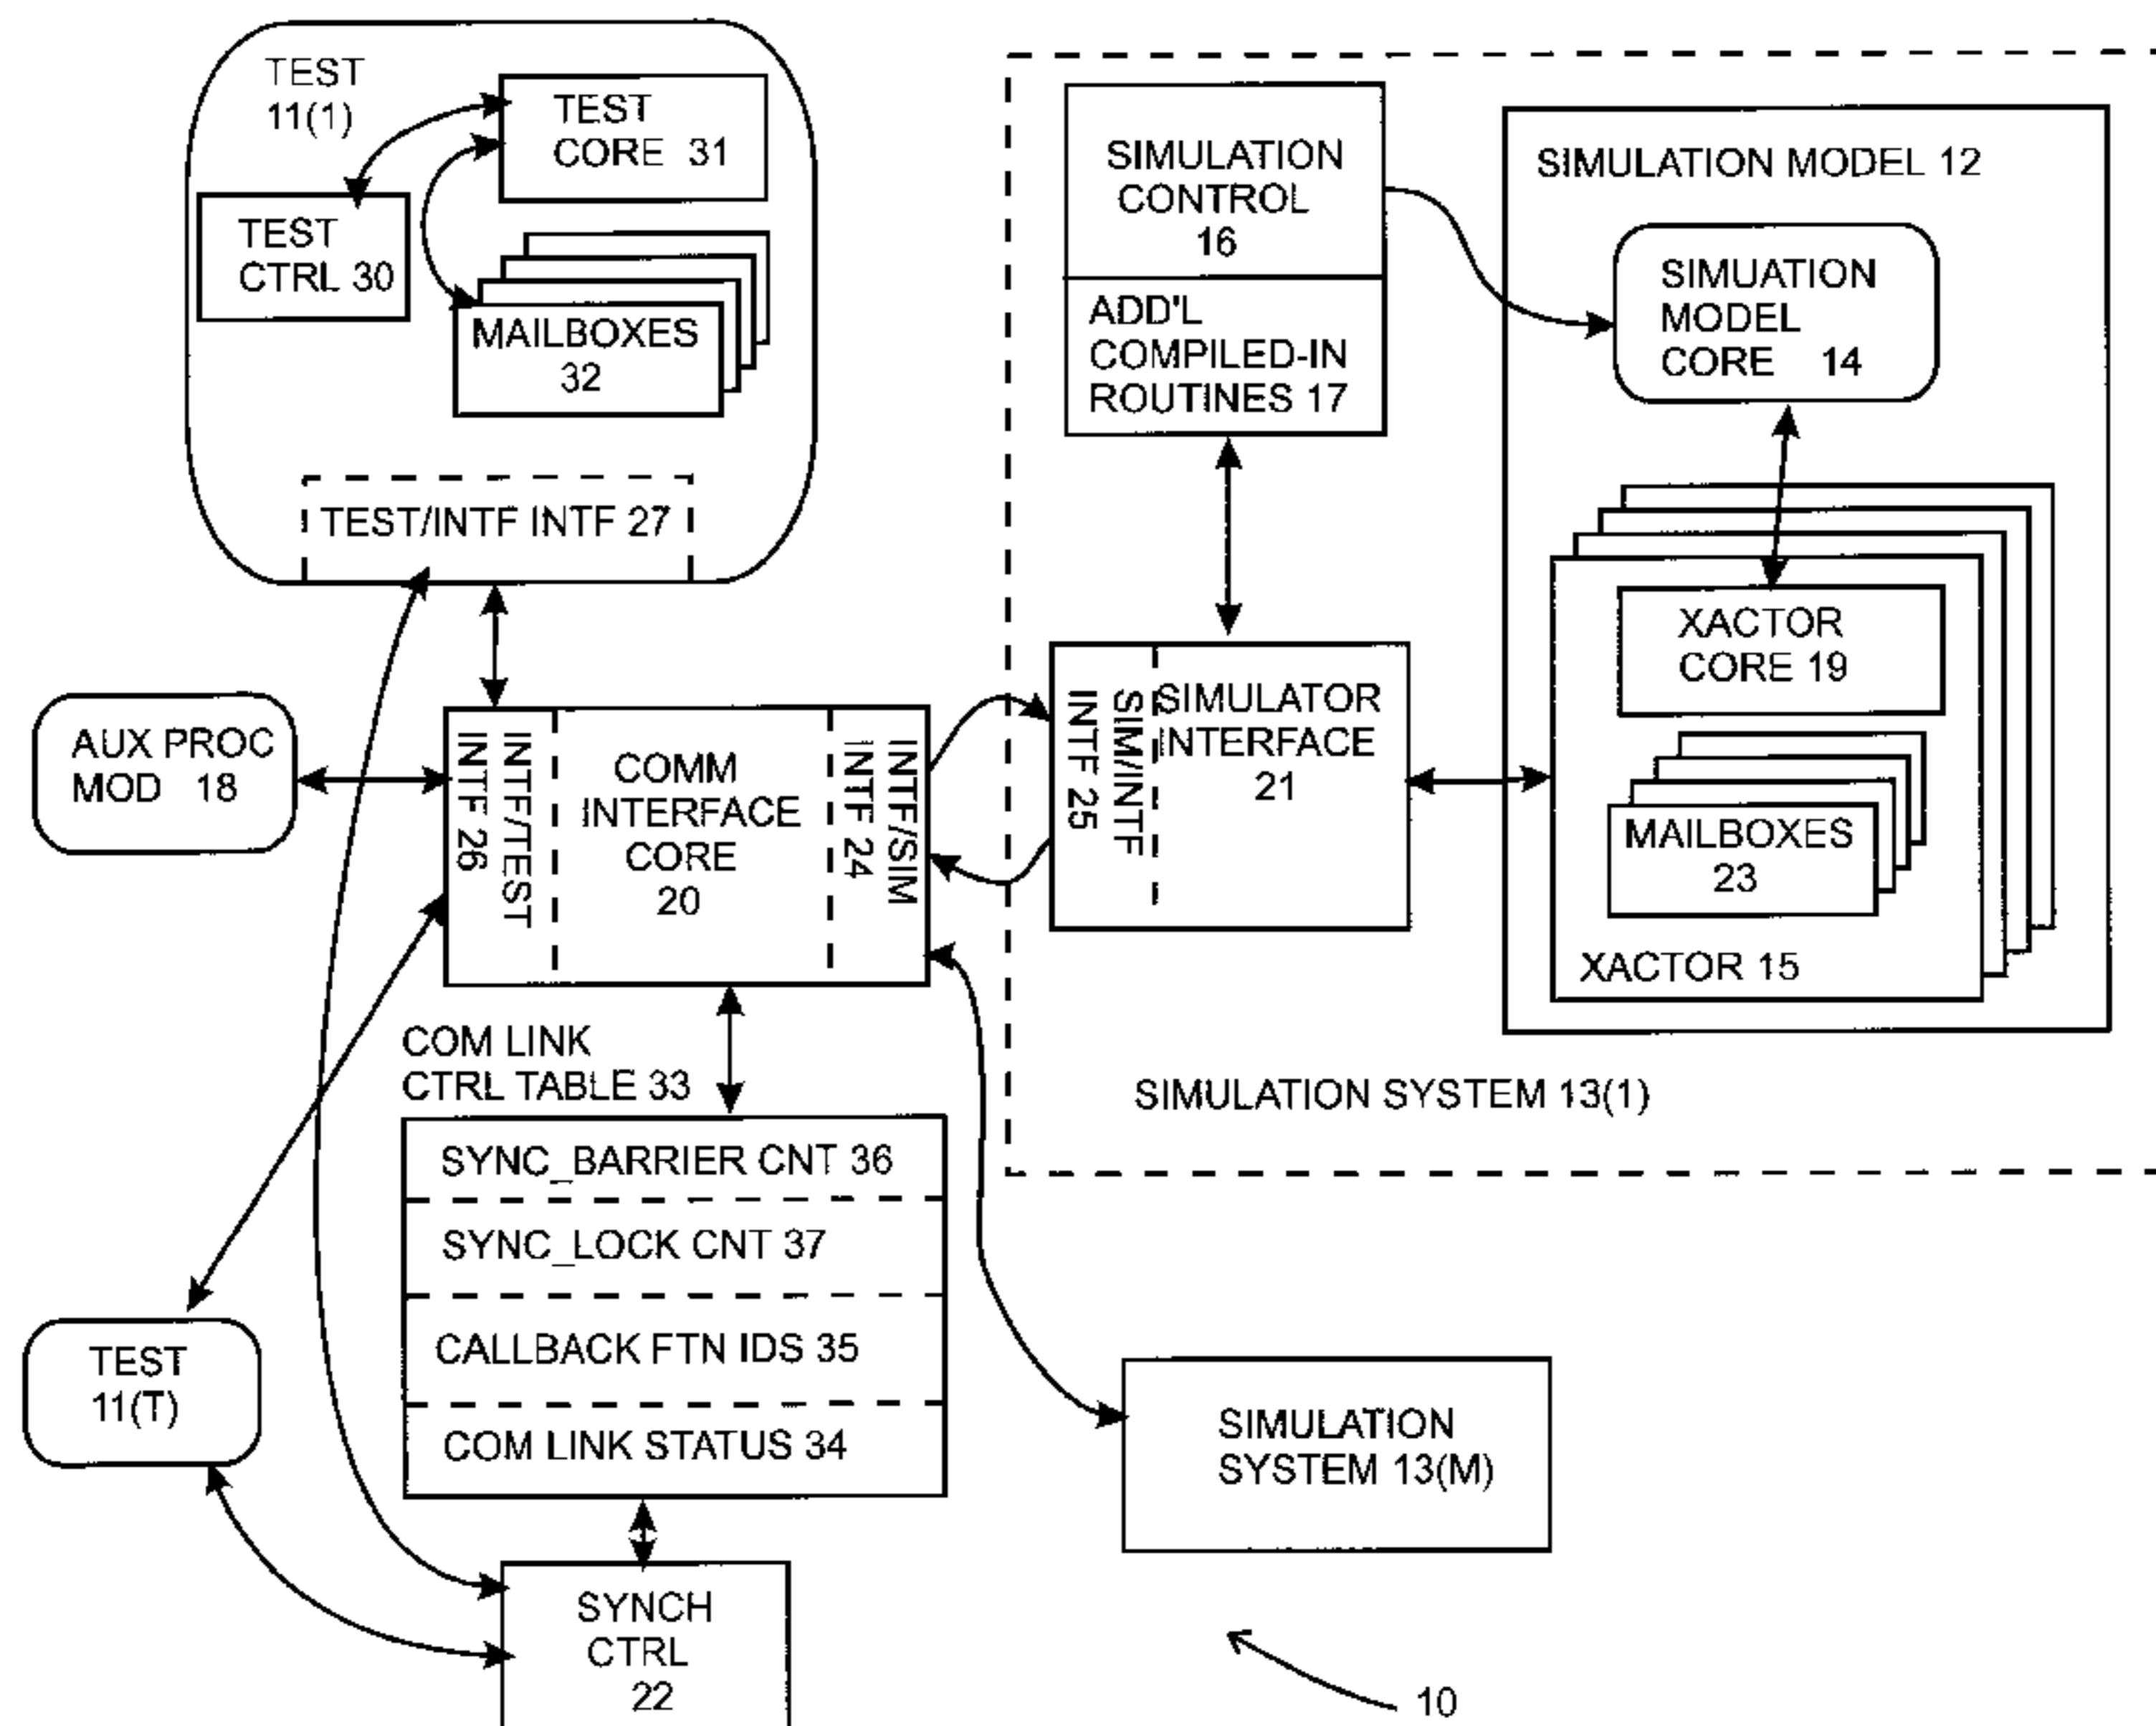 TEST
11(1)
TEST
CORE 31
TEST
CTRL 30
MAILBOXES
32
TEST/INTF INTF 27
SIMULATION
CONTROL
16
ADD'L
COMPILED-IN
ROUTINES 17
SIMULATION MODEL 12
SIMUATION
MODEL
CORE 14
XACTOR
CORE 19
MAILBOXES
23
XACTOR 15
AUX PROC
MOD 18
INTF/TEST
INTF 26
COMM
INTERFACE
CORE
20
INTF/SIM
INTF 24
SIM/INTF
INTF 25
SIMULATOR
INTERFACE
21
SIMULATION SYSTEM 13(1)
COM LINK
CTRL TABLE 33
SYNC_BARRIER CNT 36
SYNC_LOCK CNT 37
CALLBACK FTN IDS 35
COM LINK STATUS 34
TEST
11(T)
SIMULATION
SYSTEM 13(M)
SYNCH
CTRL
22
10